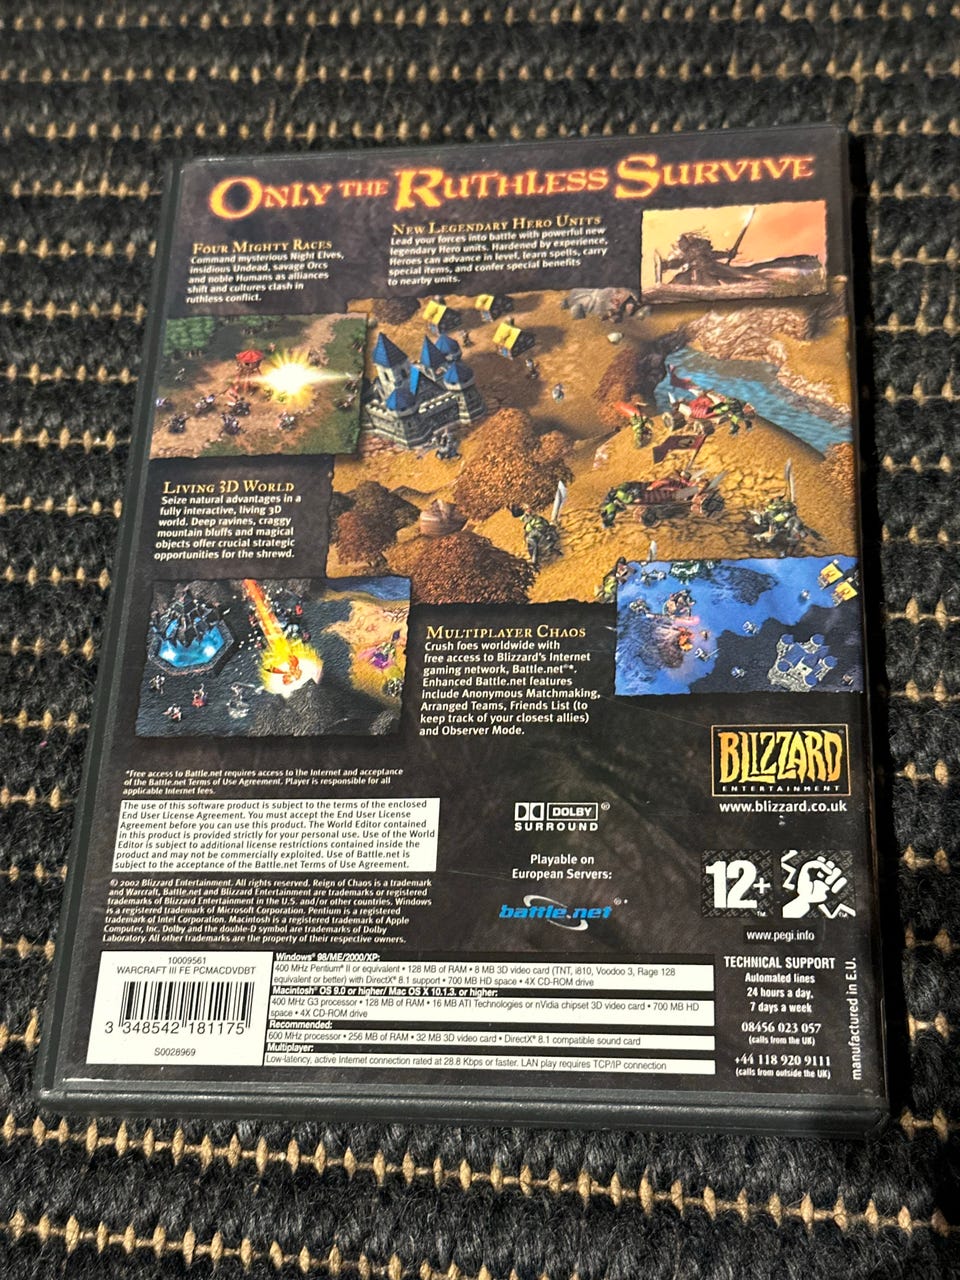 ONLY THE RUTHLESS SURVIVE
FOUR MIGHTY RACES
Command mysterious Night Elves,
insidious Undead, savage Orcs
and noble Humans as alliances
shift and cultures clash in
ruthless conflict.
NEW LEGENDARY HERO UNITS
Lead your forces into battle with powerful new
legendary Hero units. Hardened by experience,
Heroes can advance in level, learn spells, carry
special items, and confer special benefits
to nearby units.
LIVING 3D WORLD
Seize natural advantages in a
fully interactive, living 3D
world. Deep ravines, craggy
mountain bluffs and magical
objects offer crucial strategic
opportunities for the shrewd.
MULTIPLAYER CHAOS
Crush foes worldwide with
free access to Blizzard's Internet
gaming network, Battle.net®*.
Enhanced Battle.net features
include Anonymous Matchmaking,
Arranged Teams, Friends List (to
keep track of your closest allies)
and Observer Mode.
*Free access to Battle.net requires access to the Internet and acceptance
of the Battle.net Terms of Use Agreement. Player is responsible for all
applicable Internet fees.
The use of this software product is subject to the terms of the enclosed
End User License Agreement. You must accept the End User License
Agreement before you can use this product. The World Editor contained
in this product is provided strictly for your personal use. Use of the World
Editor is subject to additional license restrictions contained inside the
product and may not be commercially exploited. Use of Battle.net is
subject to the acceptance of the Battle.net Terms of Use Agreement.
© 2002 Blizzard Entertainment. All rights reserved. Reign of Chaos is a trademark
and Warcraft, Battle.net and Blizzard Entertainment are trademarks or registered
trademarks of Blizzard Entertainment in the U.S. and/or other countries. Windows
is a registered trademark of Microsoft Corporation. Pentium is a registered
trademark of Intel Corporation. Macintosh is a registered trademark of Apple
Computer, Inc. Dolby and the double-D symbol are trademarks of Dolby
Laboratory. All other trademarks are the property of their respective owners.
DOLBY®
SURROUND
Playable on
European Servers:
battle.net®
BLIZZARD
ENTERTAINMENT
www.blizzard.co.uk
12+™
www.pegi.info
10009561
WARCRAFT III FE PCMACDVDBT
3 348542 181175
S0028969
Windows® 98/ME/2000/XP:
400 MHz Pentium® II or equivalent • 128 MB of RAM • 8 MB 3D video card (TNT, i810, Voodoo 3, Rage 128
equivalent or better) with DirectX® 8.1 support • 700 MB HD space • 4X CD-ROM drive
Macintosh® OS 9.0 or higher/ Mac OS X 10.1.3. or higher:
400 MHz G3 processor • 128 MB of RAM • 16 MB ATI Technologies or nVidia chipset 3D video card • 700 MB HD
space • 4X CD-ROM drive
Recommended:
600 MHz processor • 256 MB of RAM • 32 MB 3D video card • DirectX® 8.1 compatible sound card
Multiplayer:
Low-latency, active Internet connection rated at 28.8 Kbps or faster. LAN play requires TCP/IP connection
TECHNICAL SUPPORT
Automated lines
24 hours a day,
7 days a week
08456 023 057
(calls from the UK)
+44 118 920 9111
(calls from outside the UK)
manufactured in E.U.